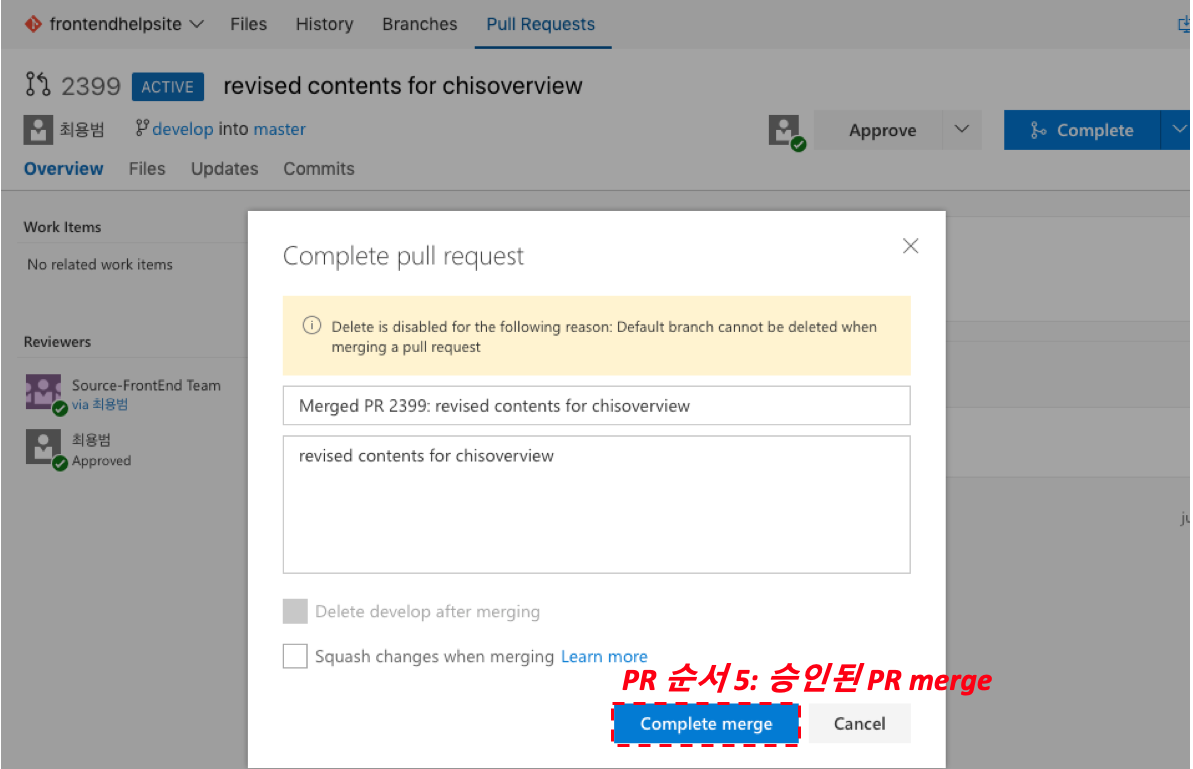 frontendhelpsite Files History Branches Pull Requests
2399 ACTIVE revised contents for chisoverview
최용범 develop into master Approve Complete
Overview Files Updates Commits
Work Items
No related work items
Reviewers
Source-FrontEnd Team
via 최용범
최용범
Approved
Complete pull request
Delete is disabled for the following reason: Default branch cannot be deleted when
merging a pull request
Merged PR 2399: revised contents for chisoverview
revised contents for chisoverview
Delete develop after merging
Squash changes when merging Learn more
PR 순서 5: 승인된 PR merge
Complete merge Cancel